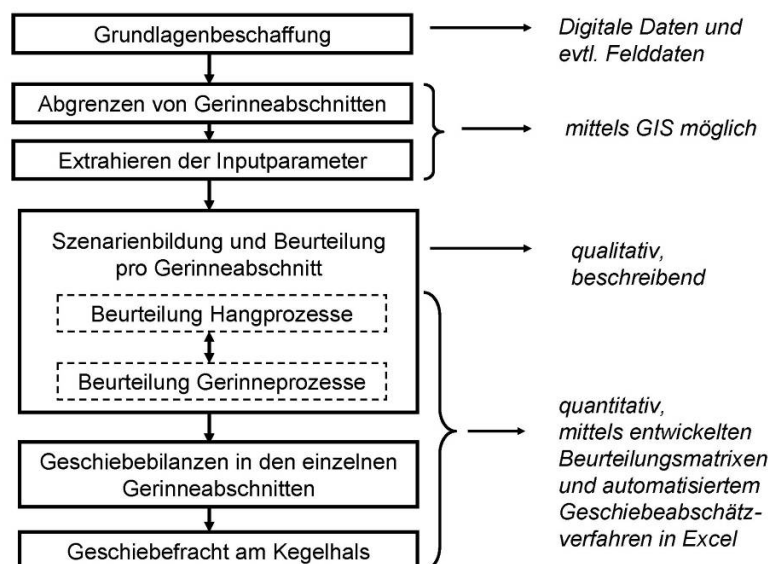 Grundlagenbeschaffung
Digitale Daten und
evtl. Felddaten
Abgrenzen von Gerinneabschnitten
Extrahieren der Inputparameter
mittels GIS möglich
Szenarienbildung und Beurteilung
pro Gerinneabschnitt
qualitativ,
beschreibend
Beurteilung Hangprozesse
Beurteilung Gerinneprozesse
Geschiebebilanzen in den einzelnen
Gerinneabschnitten
Geschiebefracht am Kegelhals
quantitativ,
mittels entwickelten
Beurteilungsmatrixen
und automatisiertem
Geschiebeabschätz-
verfahren in Excel